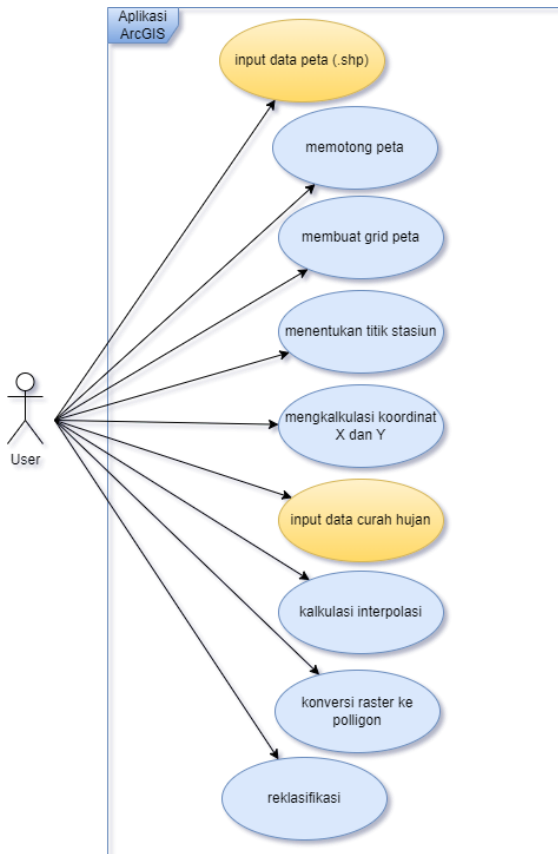 Aplikasi
ArcGIS
input data peta (.shp)
memotong peta
membuat grid peta
menentukan titik stasiun
mengkalkulasi koordinat
X dan Y
User
input data curah hujan
kalkulasi interpolasi
konversi raster ke
polligon
reklasifikasi